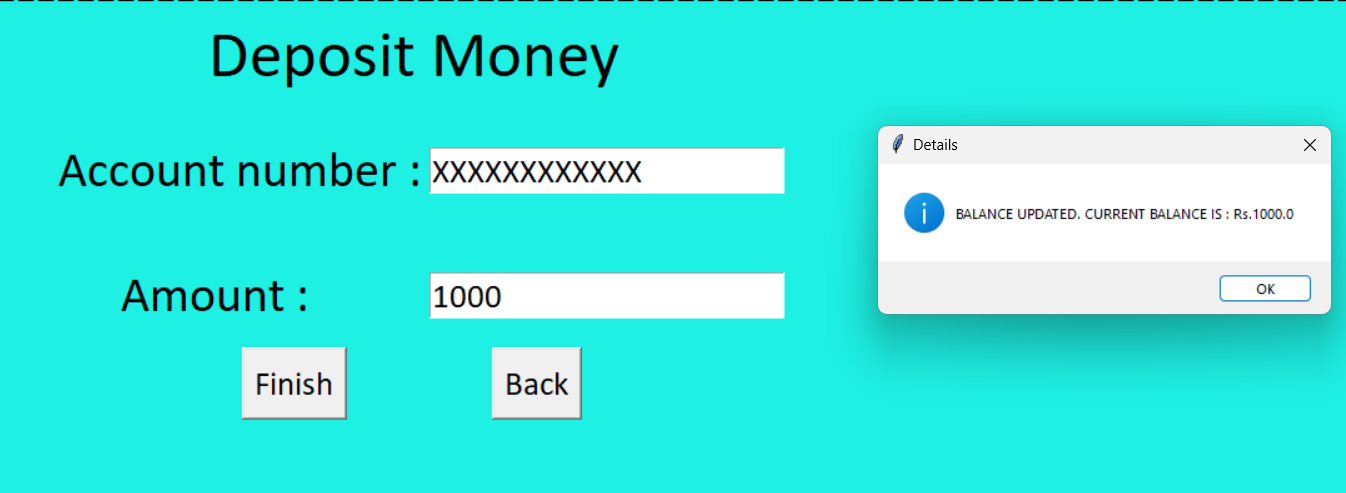 Deposit Money
Account number : XXXXXXXXXXXX
Amount : 1000
Finish Back
Details
BALANCE UPDATED. CURRENT BALANCE IS : Rs.1000.0
OK